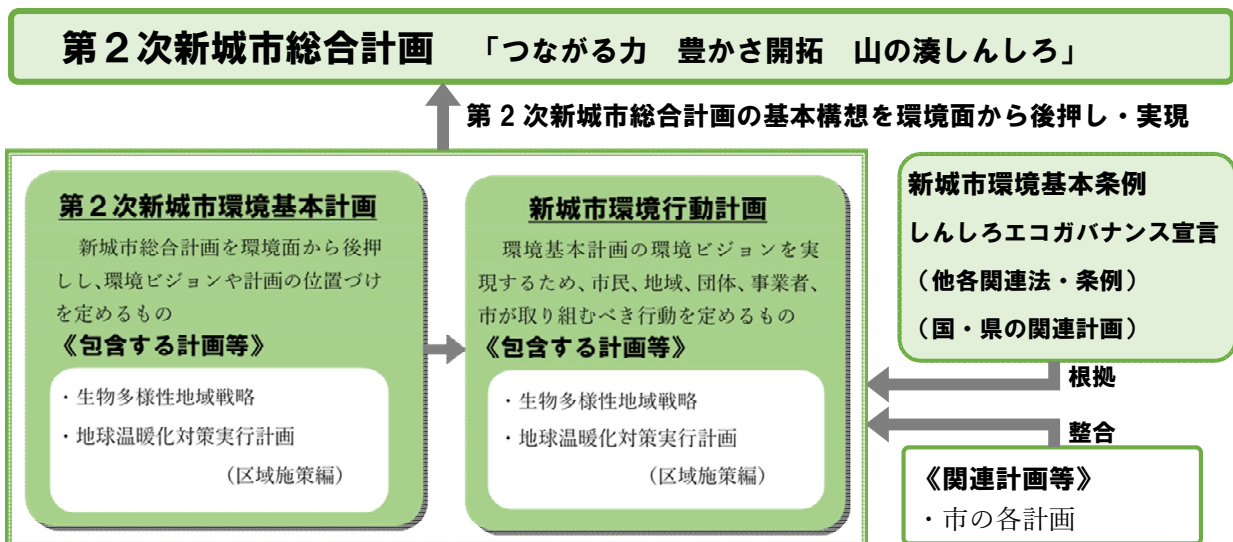 第２次新城市総合計画 「つながる力 豊かさ開拓 山の湊しんしろ」
第２次新城市総合計画の基本構想を環境面から後押し・実現
第２次新城市環境基本計画
新城市総合計画を環境面から後押
しし、環境ビジョンや計画の位置づけ
を定めるもの
《包含する計画等》
・生物多様性地域戦略
・地球温暖化対策実行計画
（区域施策編）
新城市環境行動計画
環境基本計画の環境ビジョンを実
現するため、市民、地域、団体、事業者、
市が取り組むべき行動を定めるもの
《包含する計画等》
・生物多様性地域戦略
・地球温暖化対策実行計画
（区域施策編）
新城市環境基本条例
しんしろエコガバナンス宣言
（他各関連法・条例）
（国・県の関連計画）
根拠
整合
《関連計画等》
・市の各計画